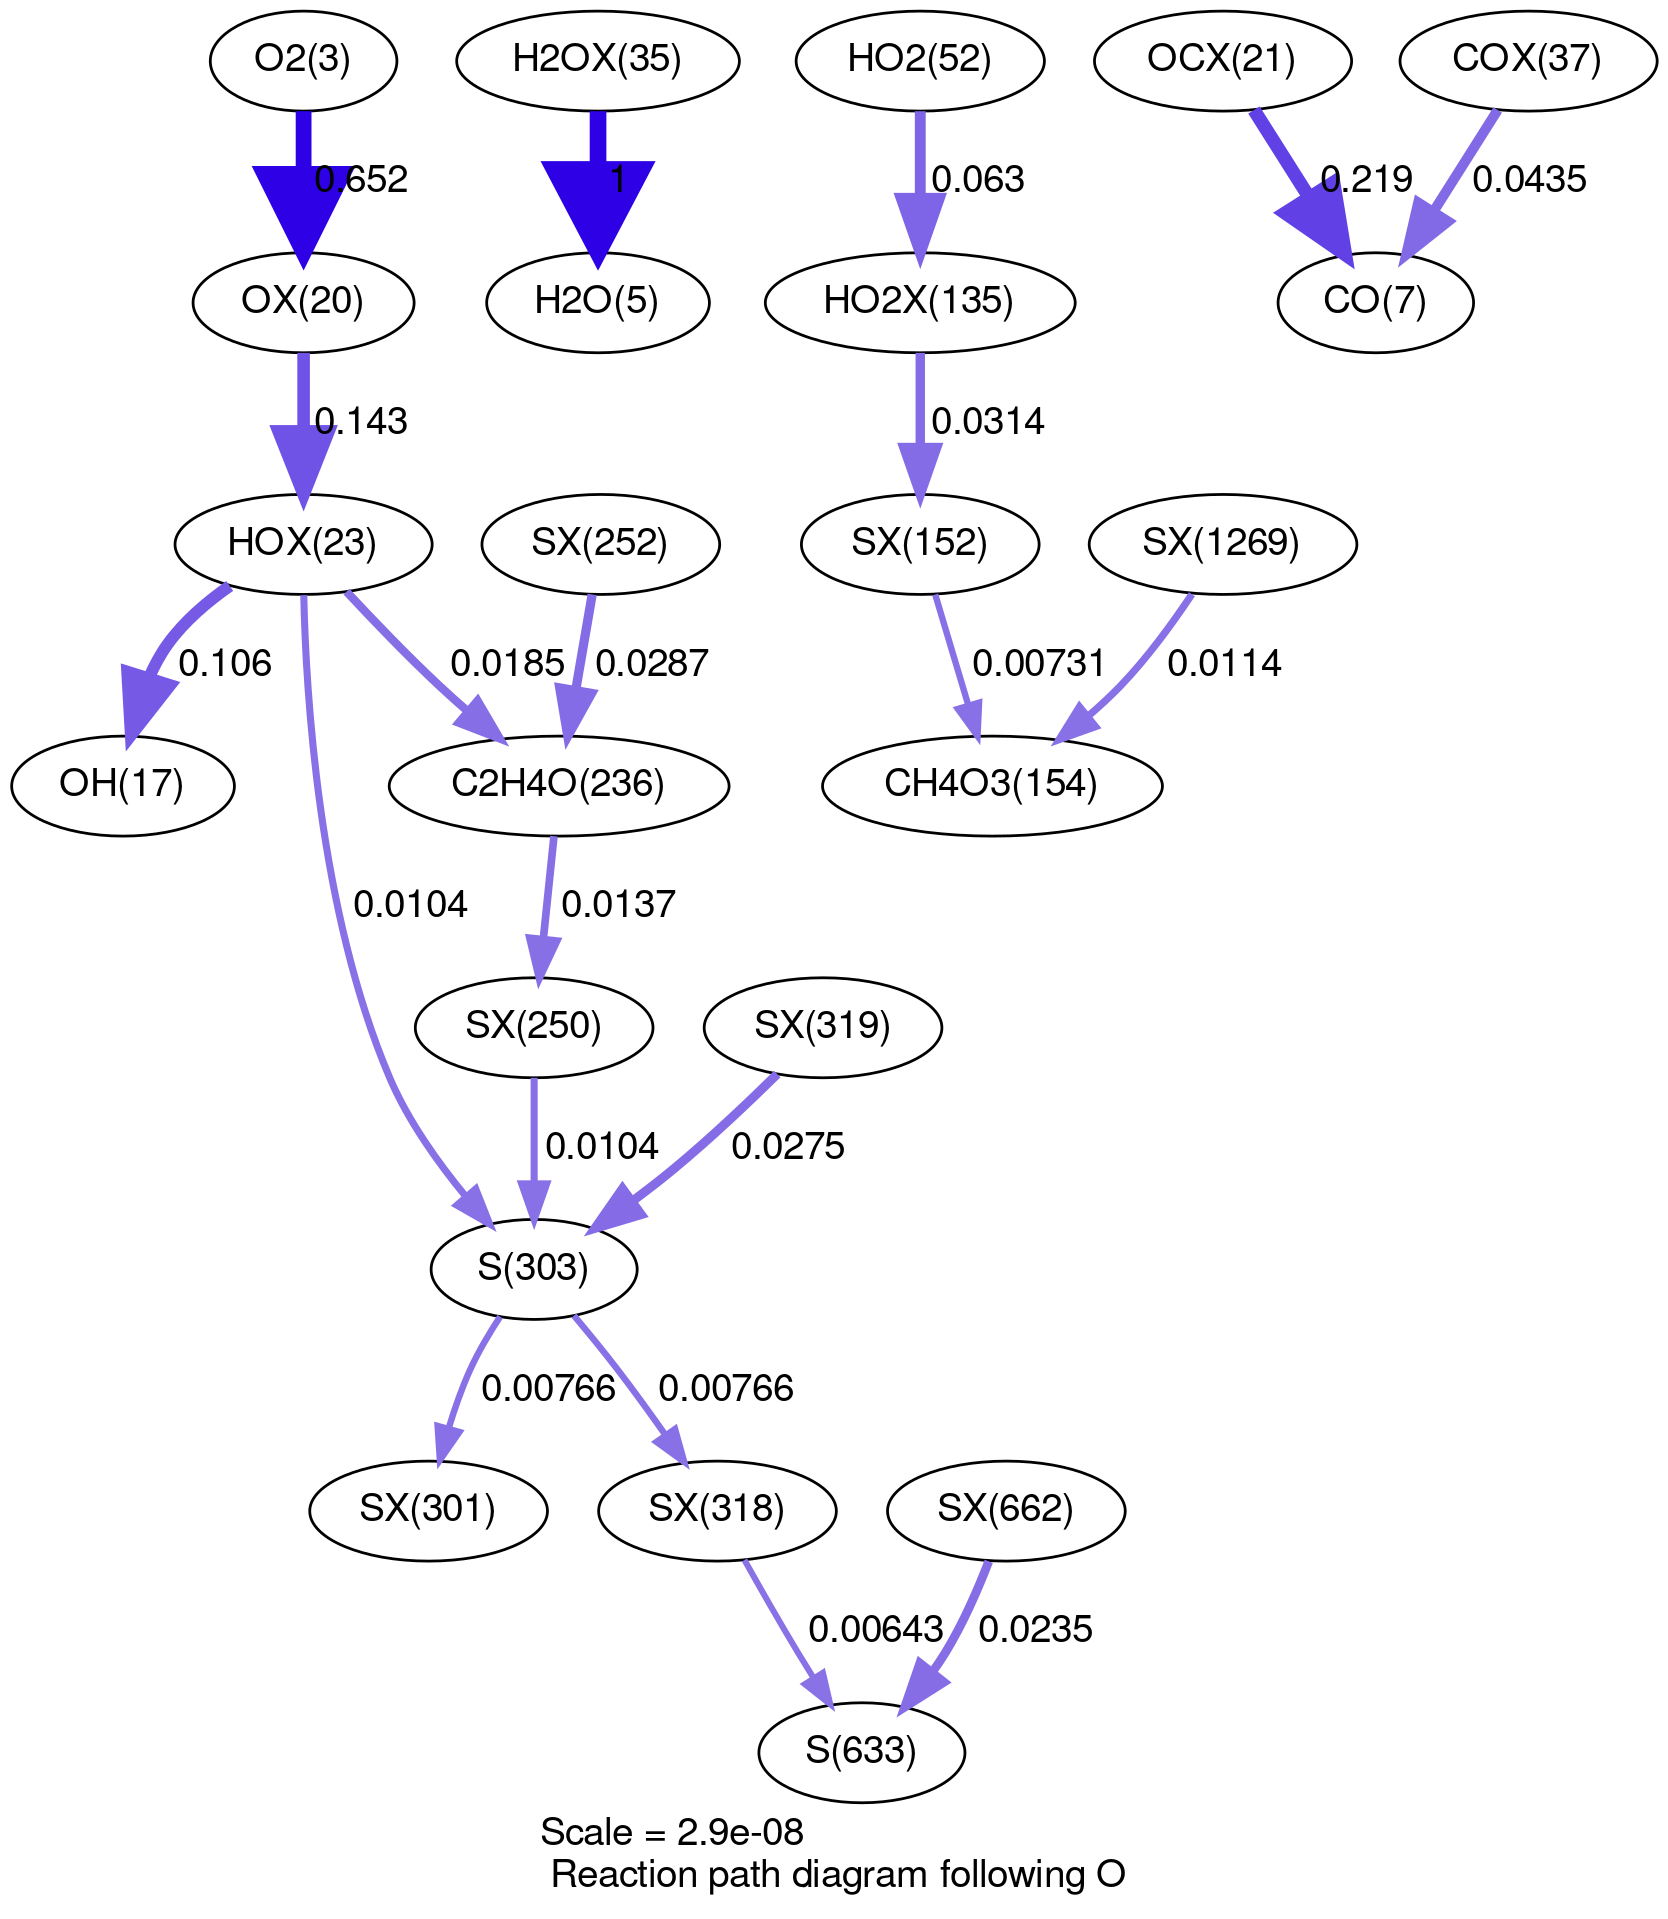 O2(3)
H2OX(35)
HO2(52)
OCX(21)
COX(37)
0.652
1
0.063
0.219
0.0435
OX(20)
H2O(5)
HO2X(135)
CO(7)
0.143
0.0314
HOX(23)
SX(252)
SX(152)
SX(1269)
0.106
0.0185
0.0287
0.00731
0.0114
OH(17)
C2H4O(236)
CH4O3(154)
0.0104
0.0137
SX(250)
SX(319)
0.0104
0.0275
S(303)
0.00766
0.00766
SX(301)
SX(318)
SX(662)
0.00643
0.0235
S(633)
Scale = 2.9e-08
Reaction path diagram following O